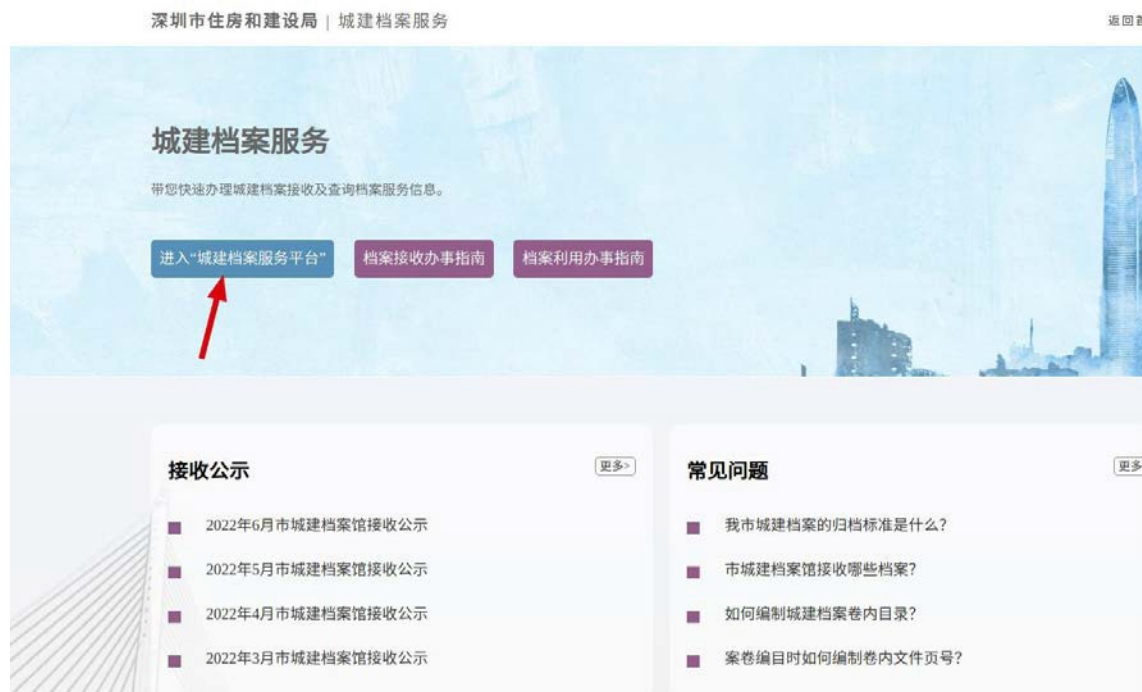 深圳市住房和建设局 | 城建档案服务
返回首
城建档案服务
带您快速办理城建档案接收及查询档案服务信息。
进入“城建档案服务平台” 档案接收办事指南 档案利用办事指南
接收公示 更多>
2022年6月市城建档案馆接收公示
2022年5月市城建档案馆接收公示
2022年4月市城建档案馆接收公示
2022年3月市城建档案馆接收公示
常见问题 更多
我市城建档案的归档标准是什么?
市城建档案馆接收哪些档案?
如何编制城建档案卷内目录?
案卷编目时如何编制卷内文件页号?